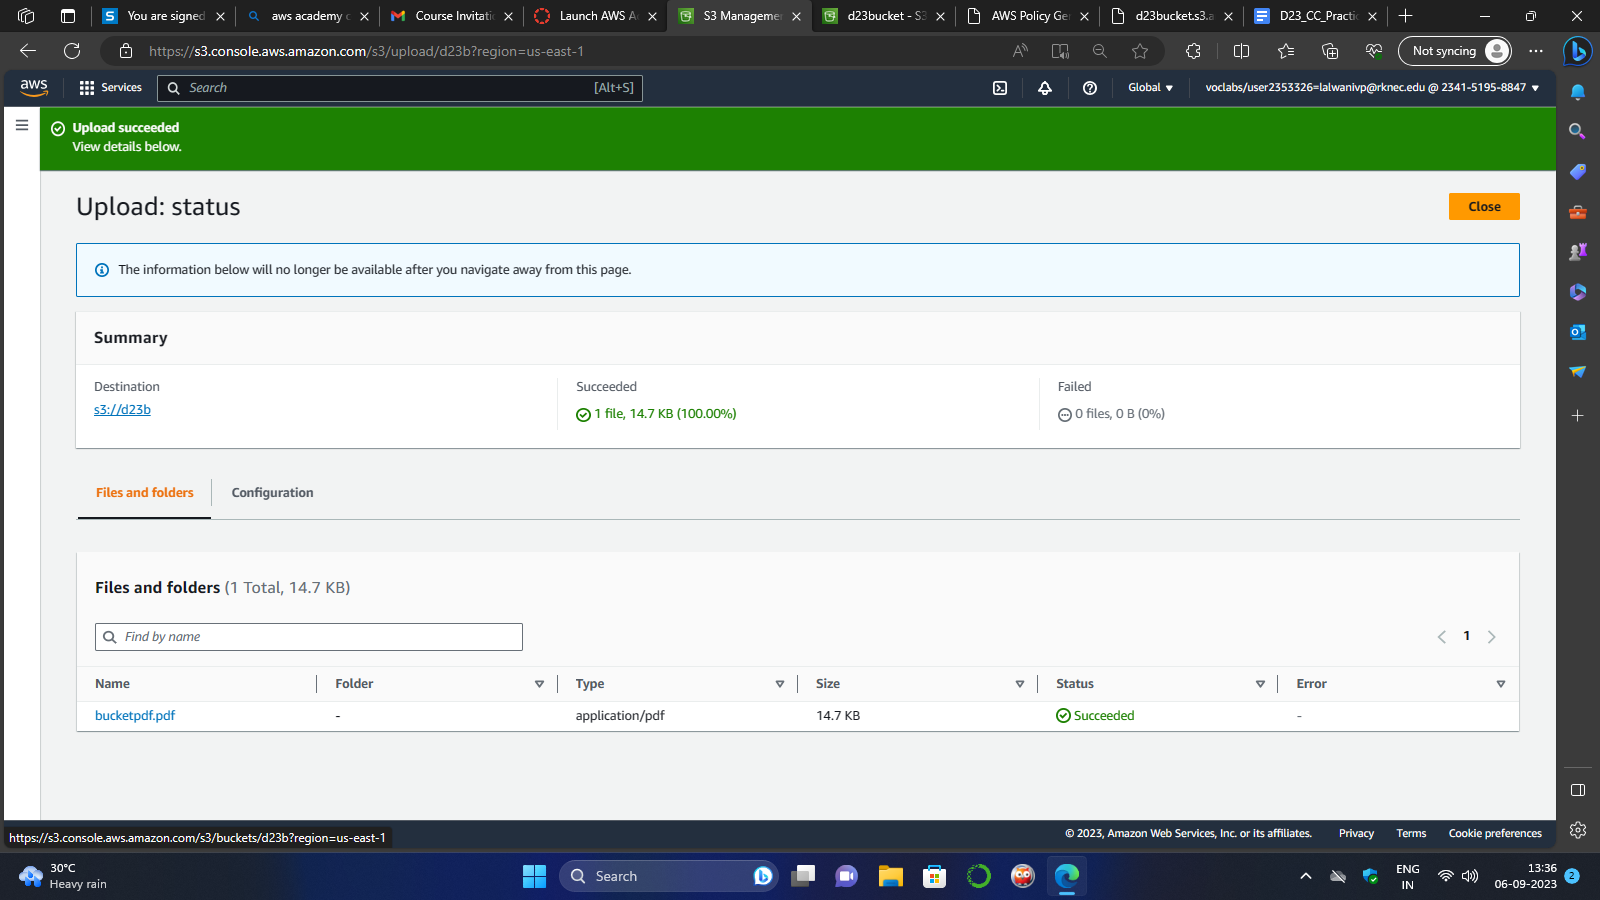 You are signed
aws academy c
Course Invitati
Launch AWS A
S3 Managemen
d23bucket - S3
AWS Policy Ge
d23bucket.s3.a
D23_CC_Practic
https://s3.console.aws.amazon.com/s3/upload/d23b?region=us-east-1
Not syncing
aws
Services
Search
[Alt+S]
Global
voclabs/user2353326=lalwanivp@rknec.edu @ 2341-5195-8847
Upload succeeded
View details below.
Upload: status
Close
The information below will no longer be available after you navigate away from this page.
Summary
Destination
s3://d23b
Succeeded
1 file, 14.7 KB (100.00%)
Failed
0 files, 0 B (0%)
Files and folders
Configuration
Files and folders (1 Total, 14.7 KB)
Find by name
1
Name Folder Type Size Status Error
bucketpdf.pdf - application/pdf 14.7 KB Succeeded -
https://s3.console.aws.amazon.com/s3/buckets/d23b?region=us-east-1
© 2023, Amazon Web Services, Inc. or its affiliates.
Privacy
Terms
Cookie preferences
30°C
Heavy rain
Search
ENG
IN
13:36
06-09-2023
2